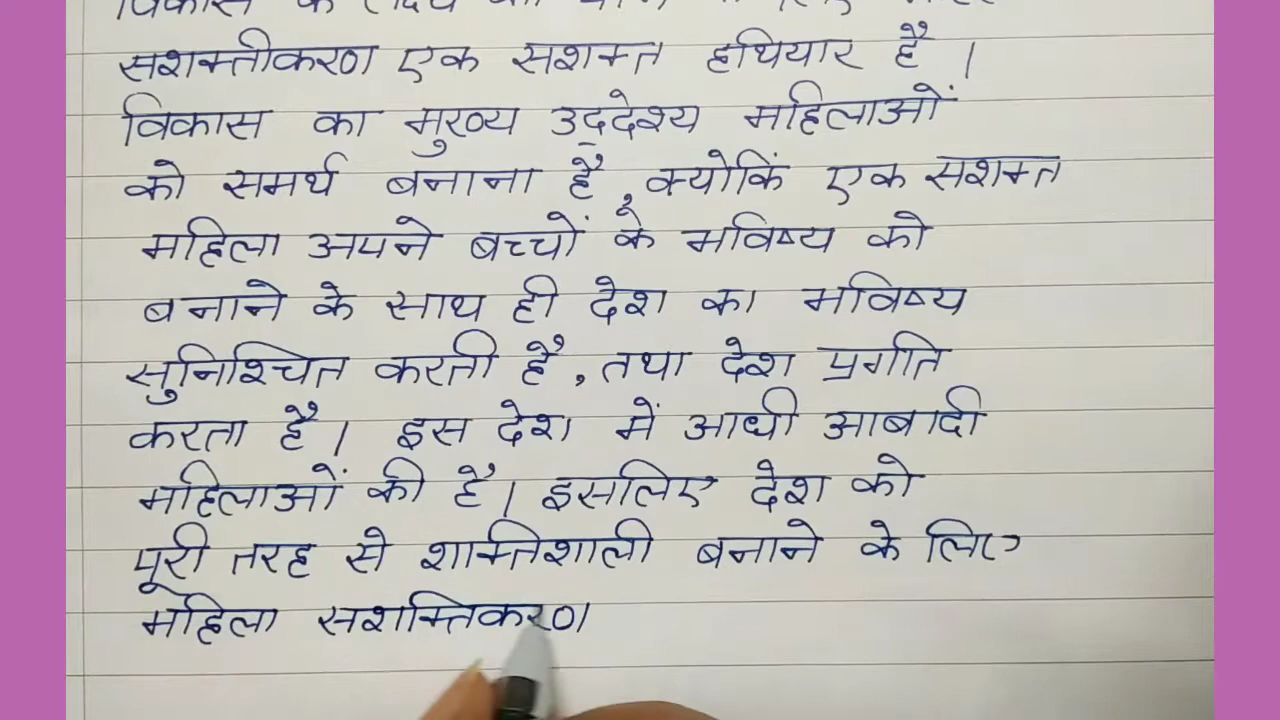 विकास के
सशक्तीकरण एक सशक्त हथियार है।
विकास का मुख्य उद्देश्य महिलाओं
को समर्थ बनाना है, क्योकिं एक सशक्त
महिला अपने बच्चों के भविष्य को
बनाने के साथ ही देश का भविष्य
सुनिश्चित करती है, तथा देश प्रगति
करता है। इस देश में आधी आबादी
महिलाओं की है। इसलिए देश को
पूरी तरह से शक्तिशाली बनाने के लिए
महिला सशक्तिकरण